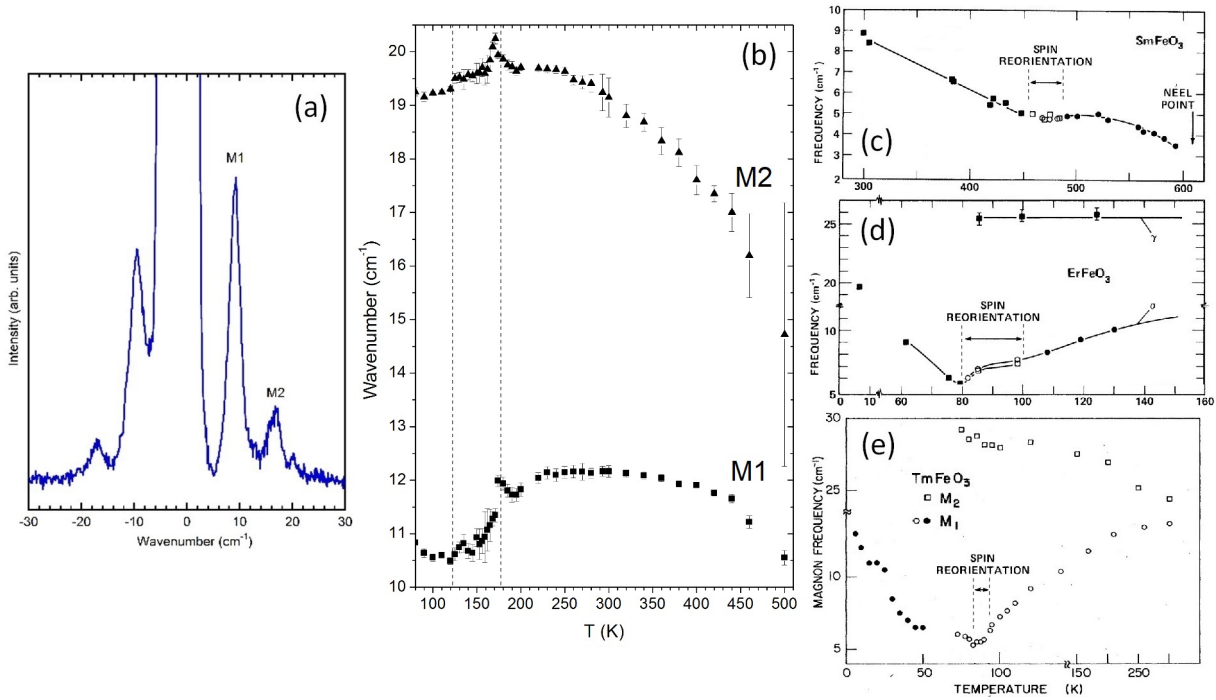 (a)
M1
M2
Intensity (arb. units)
-30 -20 -10 0 10 20 30
Wavenumber (cm-1)
(b)
20
19
18
17
16
15
14
13
12
11
10
Wavenumber (cm-1)
M2
M1
100 150 200 250 300 350 400 450 500
T (K)
10
9
8
7
6
5
4
3
2
FREQUENCY (cm-1)
SmFeO3
SPIN
REORIENTATION
NEEL
POINT
(c)
300 400 500 600
25
10
5
FREQUENCY (cm-1)
(d)
γ
ErFeO3
SPIN
REORIENTATION
σ
0 10 60 80 100 120 140 160
30
25
10
5
MAGNON FREQUENCY (cm-1)
(e)
TmFeO3
M2
M1
SPIN
REORIENTATION
0 50 100 150 200 250
TEMPERATURE (K)